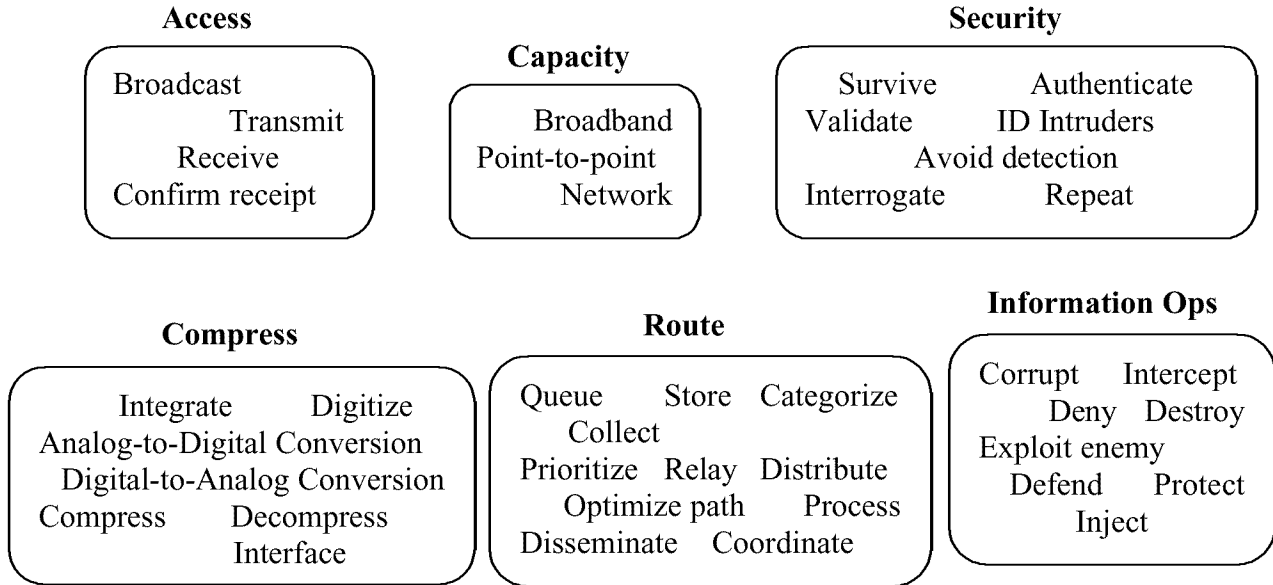 Access
Broadcast
Transmit
Receive
Confirm receipt
Capacity
Broadband
Point-to-point
Network
Security
Survive Authenticate
Validate ID Intruders
Avoid detection
Interrogate Repeat
Compress
Integrate Digitize
Analog-to-Digital Conversion
Digital-to-Analog Conversion
Compress Decompress
Interface
Route
Queue Store Categorize
Collect
Prioritize Relay Distribute
Optimize path Process
Disseminate Coordinate
Information Ops
Corrupt Intercept
Deny Destroy
Exploit enemy
Defend Protect
Inject